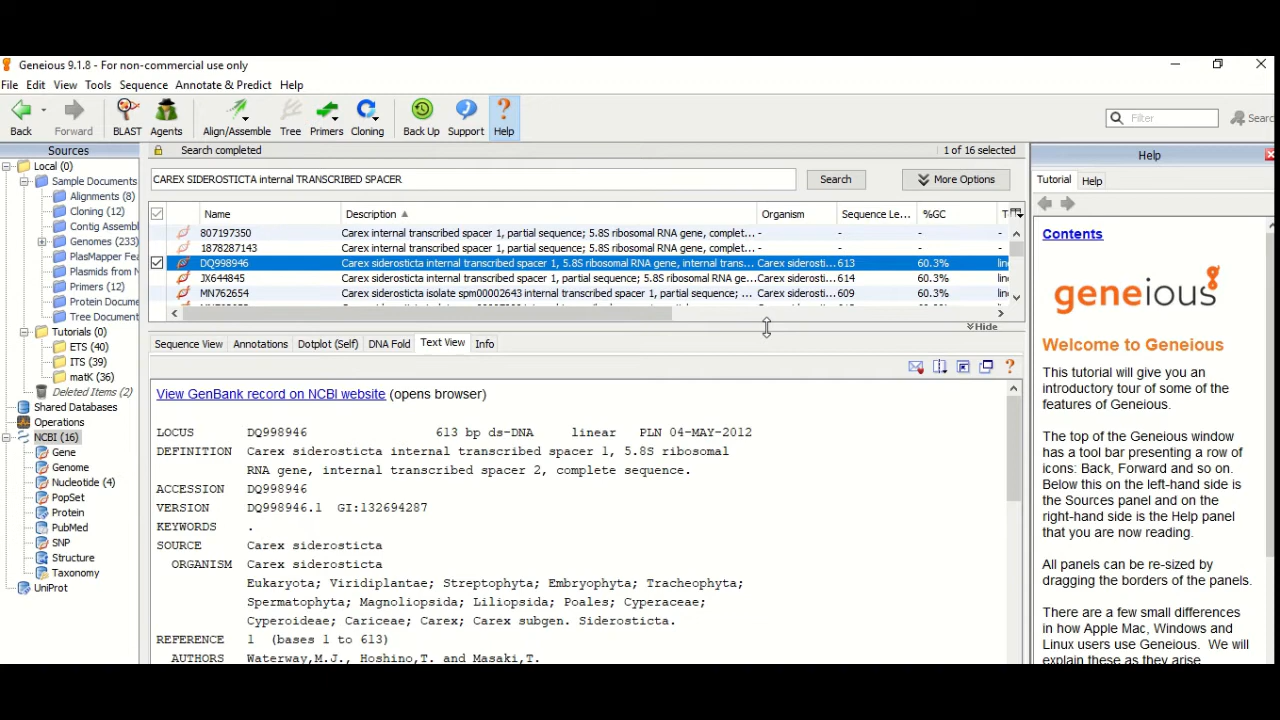 Geneious 9.1.8 - For non-commercial use only
File Edit View Tools Sequence Annotate & Predict Help
Back Forward BLAST Agents Align/Assemble Tree Primers Cloning Back Up Support Help Filter Searc
Sources
Local (0)
Sample Documents
Alignments (8)
Cloning (12)
Contig Assembl
Genomes (233)
PlasMapper Fea
Plasmids from N
Primers (12)
Protein Docume
Tree Document
Tutorials (0)
ETS (40)
ITS (39)
matK (36)
Deleted Items (2)
Shared Databases
Operations
NCBI (16)
Gene
Genome
Nucleotide (4)
PopSet
Protein
PubMed
SNP
Structure
Taxonomy
UniProt
Search completed 1 of 16 selected
CAREX SIDEROSTICTA internal TRANSCRIBED SPACER Search More Options
Name Description Organism Sequence Le... %GC T
807197350 Carex internal transcribed spacer 1, partial sequence; 5.8S ribosomal RNA gene, complet... - - -
1878287143 Carex internal transcribed spacer 1, partial sequence; 5.8S ribosomal RNA gene, complet... - - -
DQ998946 Carex siderosticta internal transcribed spacer 1, 5.8S ribosomal RNA gene, internal trans... Carex siderosti... 613 60.3% lin
JX644845 Carex siderosticta internal transcribed spacer 1, partial sequence; 5.8S ribosomal RNA ge... Carex siderosti... 614 60.3% lin
MN762654 Carex siderosticta isolate spm00002643 internal transcribed spacer 1, partial sequence; ... Carex siderosti... 609 60.3% lin
Hide
Sequence View Annotations Dotplot (Self) DNA Fold Text View Info
View GenBank record on NCBI website (opens browser)
LOCUS DQ998946 613 bp ds-DNA linear PLN 04-MAY-2012
DEFINITION Carex siderosticta internal transcribed spacer 1, 5.8S ribosomal
RNA gene, internal transcribed spacer 2, complete sequence.
ACCESSION DQ998946
VERSION DQ998946.1 GI:132694287
KEYWORDS .
SOURCE Carex siderosticta
ORGANISM Carex siderosticta
Eukaryota; Viridiplantae; Streptophyta; Embryophyta; Tracheophyta;
Spermatophyta; Magnoliopsida; Liliopsida; Poales; Cyperaceae;
Cyperoideae; Cariceae; Carex; Carex subgen. Siderosticta.
REFERENCE 1 (bases 1 to 613)
AUTHORS Waterway,M.J., Hoshino,T. and Masaki,T.
Help
Tutorial Help
Contents
geneious
Welcome to Geneious
This tutorial will give you an
introductory tour of some of the
features of Geneious.
The top of the Geneious window
has a tool bar presenting a row of
icons: Back, Forward and so on.
Below this on the left-hand side is
the Sources panel and on the
right-hand side is the Help panel
that you are now reading.
All panels can be re-sized by
dragging the borders of the panels.
There are a few small differences
in how Apple Mac, Windows and
Linux users use Geneious. We will
explain these as they arise